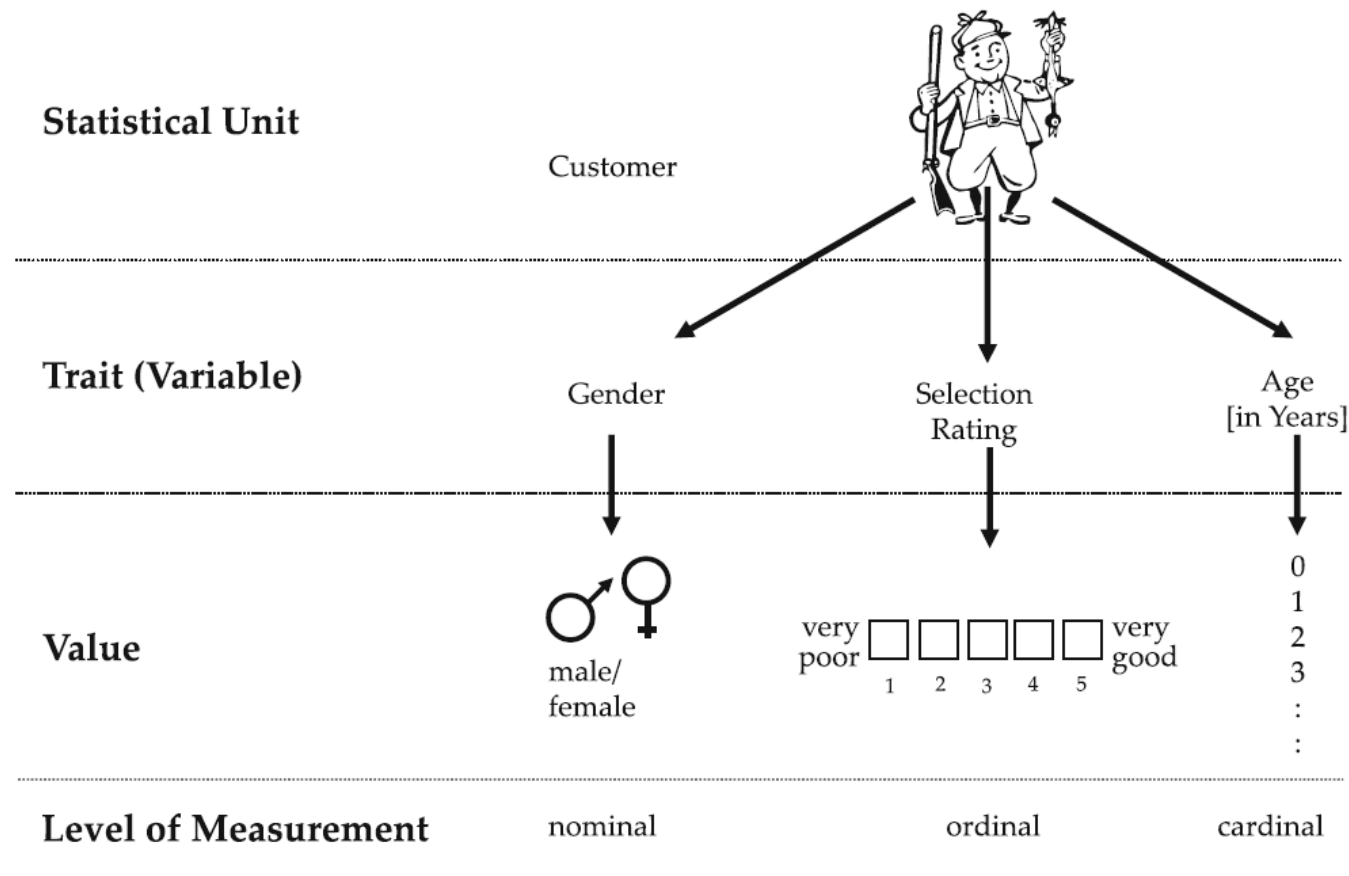 Statistical Unit
Customer
Trait (Variable)
Gender
Selection
Rating
Age
[in Years]
Value
male/
female
very
poor
1 2 3 4 5
very
good
0
1
2
3
:
:
Level of Measurement
nominal
ordinal
cardinal